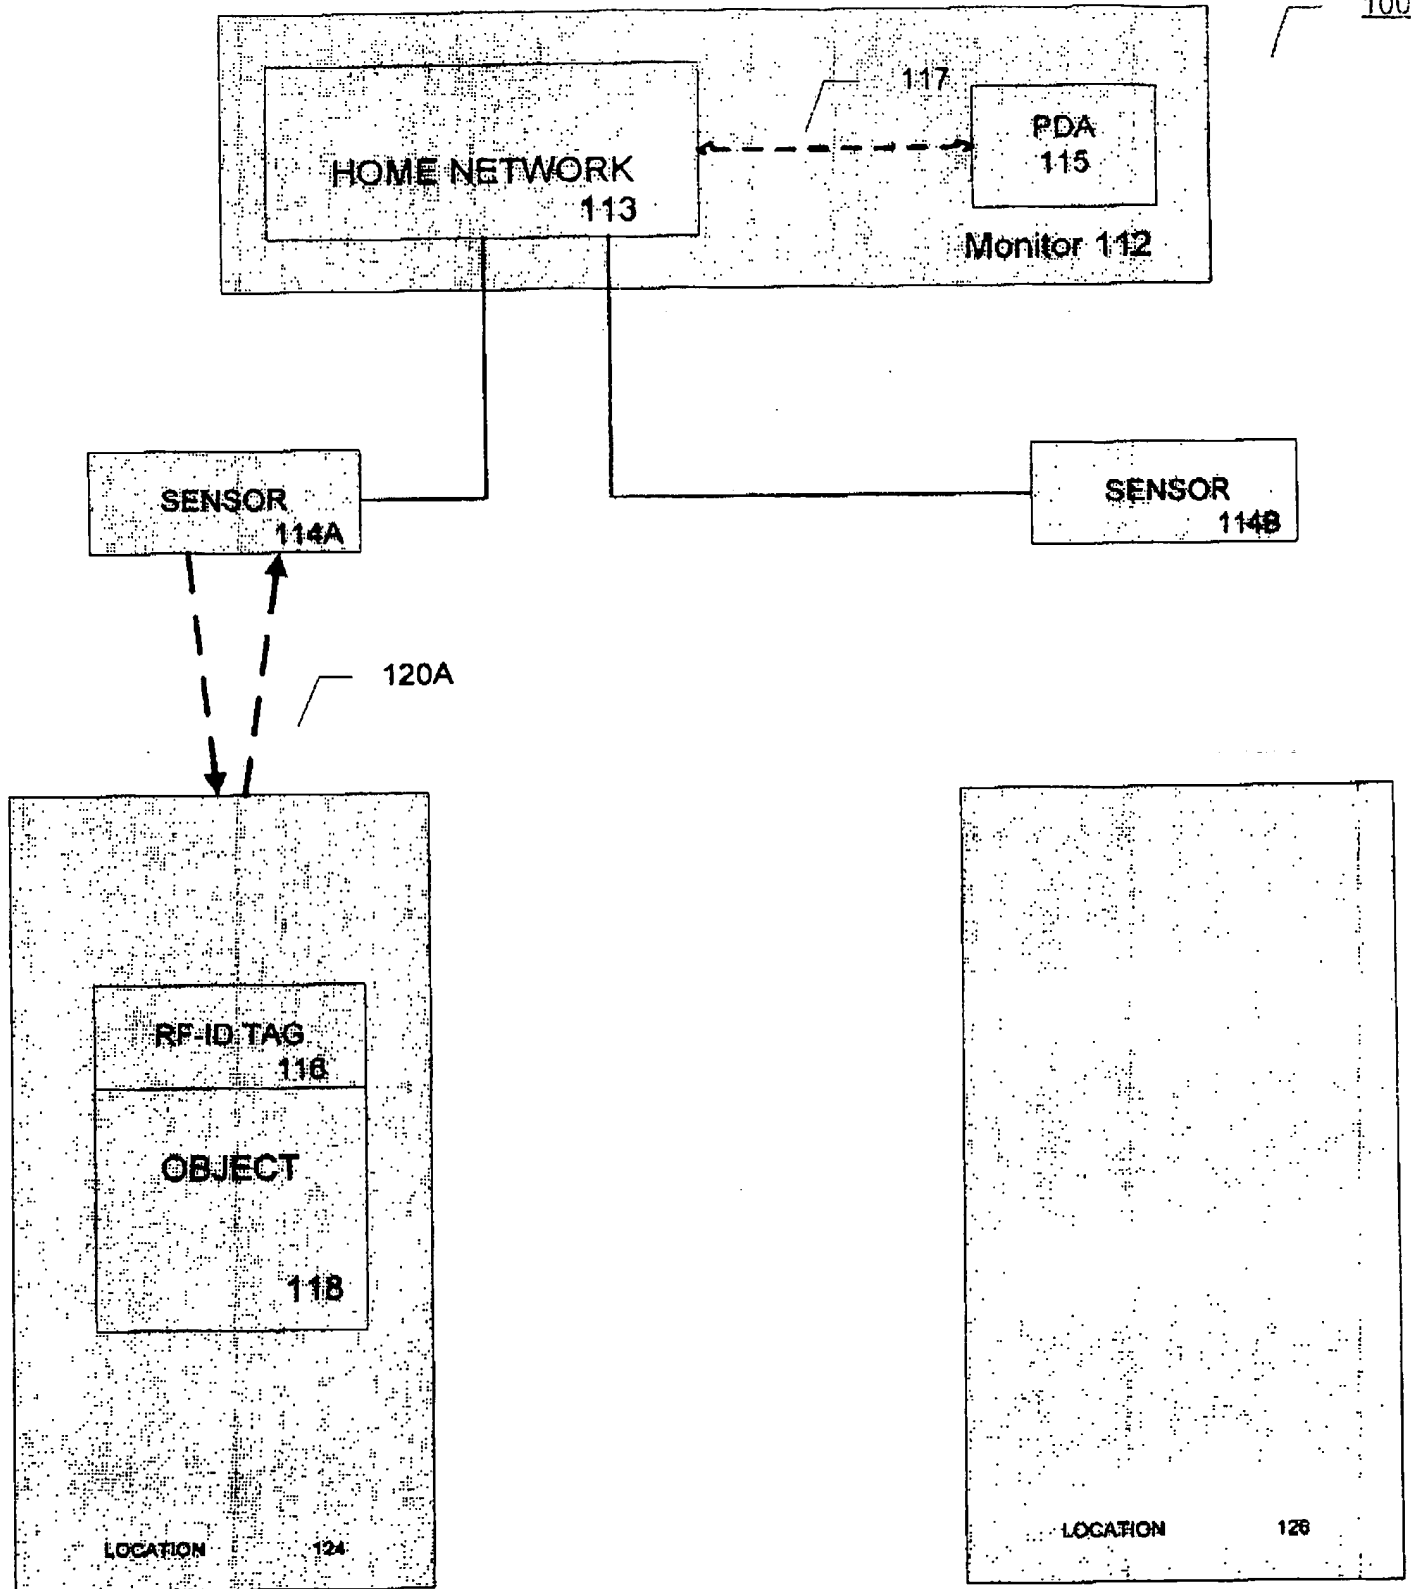 100
117
PDA
115
HOME NETWORK
113
Monitor 112
SENSOR
114A
SENSOR
114B
120A
RF-ID TAG
116
OBJECT
118
LOCATION 124
LOCATION 126